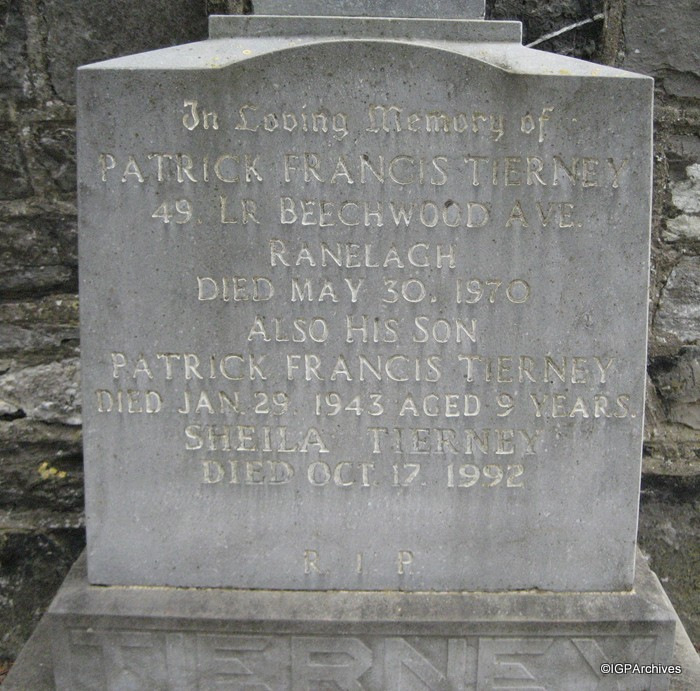 In Loving Memory of
PATRICK FRANCIS TIERNEY
49. LR BEECHWOOD AVE.
RANELAGH
DIED MAY 30. 1970
ALSO HIS SON
PATRICK FRANCIS TIERNEY
DIED JAN. 29. 1943 AGED 9 YEARS.
SHEILA TIERNEY
DIED OCT. 17. 1992
R I P
TIERNEY
©IGPArchives